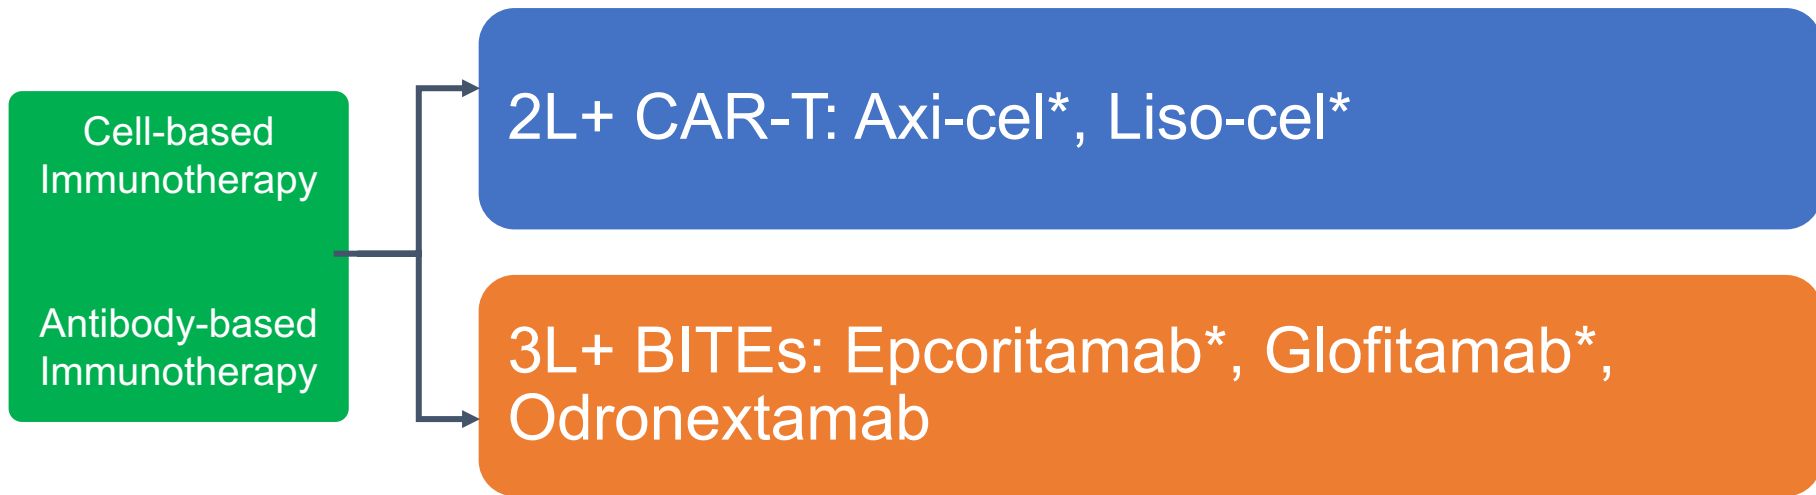 Cell-based
Immunotherapy
Antibody-based
Immunotherapy
2L+ CAR-T: Axi-cel*, Liso-cel*
3L+ BITEs: Epcoritamab*, Glofitamab*,
Odronextamab